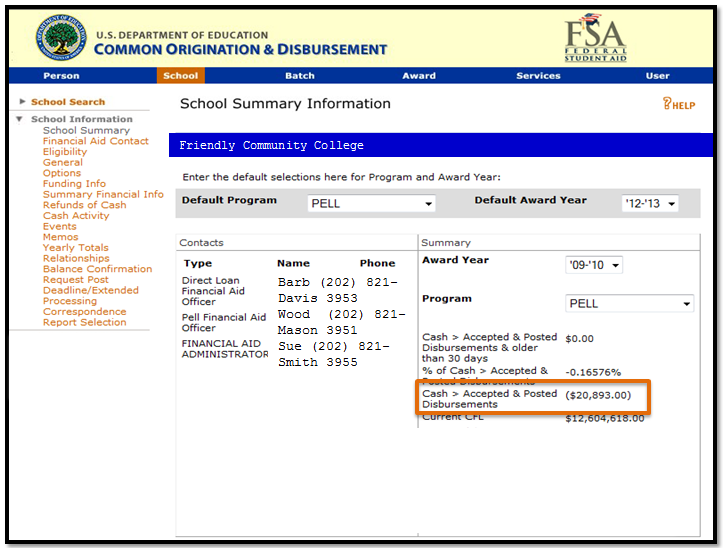 U.S. DEPARTMENT OF EDUCATION
COMMON ORIGINATION & DISBURSEMENT
FSA
FEDERAL
STUDENT AID
Person School Batch Award Services User
School Search
School Information
School Summary
Financial Aid Contact
Eligibility
General
Options
Funding Info
Summary Financial Info
Refunds of Cash
Cash Activity
Events
Memos
Yearly Totals
Relationships
Balance Confirmation
Request Post
Deadline/Extended
Processing
Correspondence
Report Selection
School Summary Information
HELP
Friendly Community College
Enter the default selections here for Program and Award Year:
Default Program PELL Default Award Year '12-'13
Contacts
Type Name Phone
Direct Loan
Financial Aid
Officer
Barb (202) 821-
Davis 3953
Pell Financial Aid
Officer
Wood (202) 821-
Mason 3951
FINANCIAL AID
ADMINISTRATOR
Sue (202) 821-
Smith 3955
Summary
Award Year '09-'10
Program PELL
Cash > Accepted & Posted
Disbursements & older
than 30 days
$0.00
% of Cash > Accepted &
Posted Disbursements
-0.16576%
Cash > Accepted & Posted
Disbursements
($20,893.00)
Current CFL $12,604,618.00